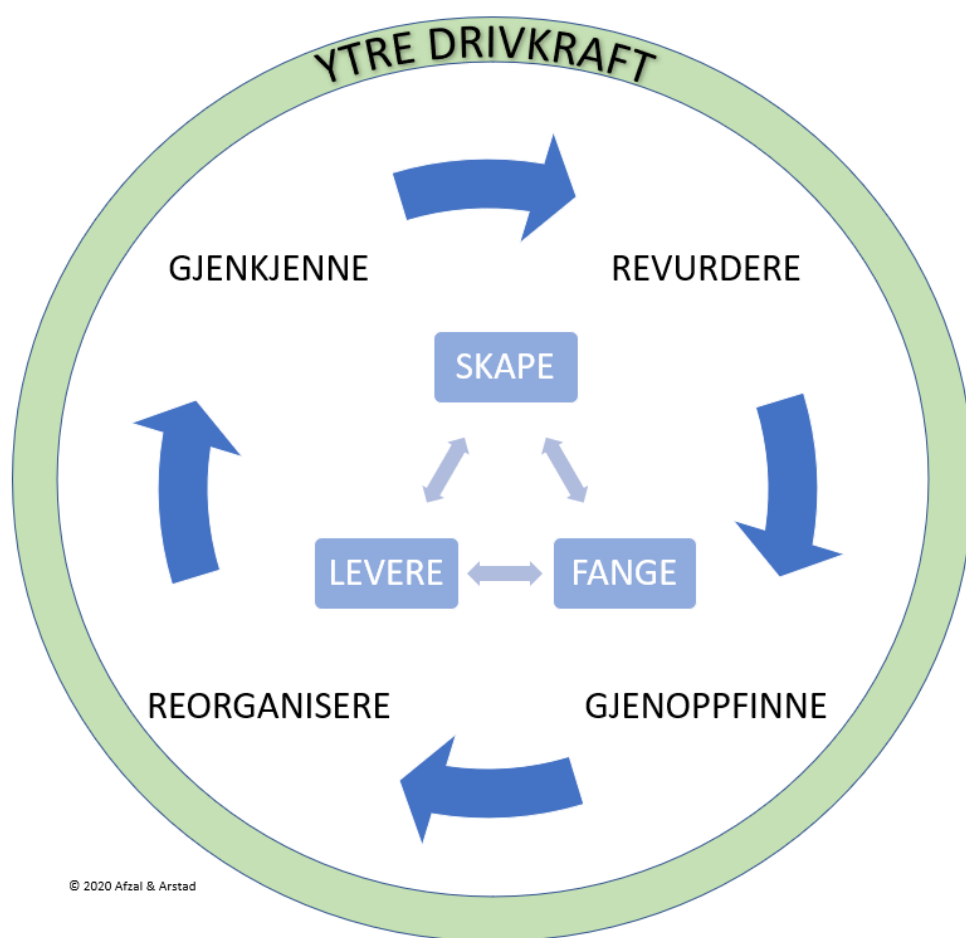 YTRE DRIVKRAFT
GJENKJENNE
REVURDERE
SKAPE
LEVERE
FANGE
REORGANISERE
GJENOPPFINNE
© 2020 Afzal & Arstad